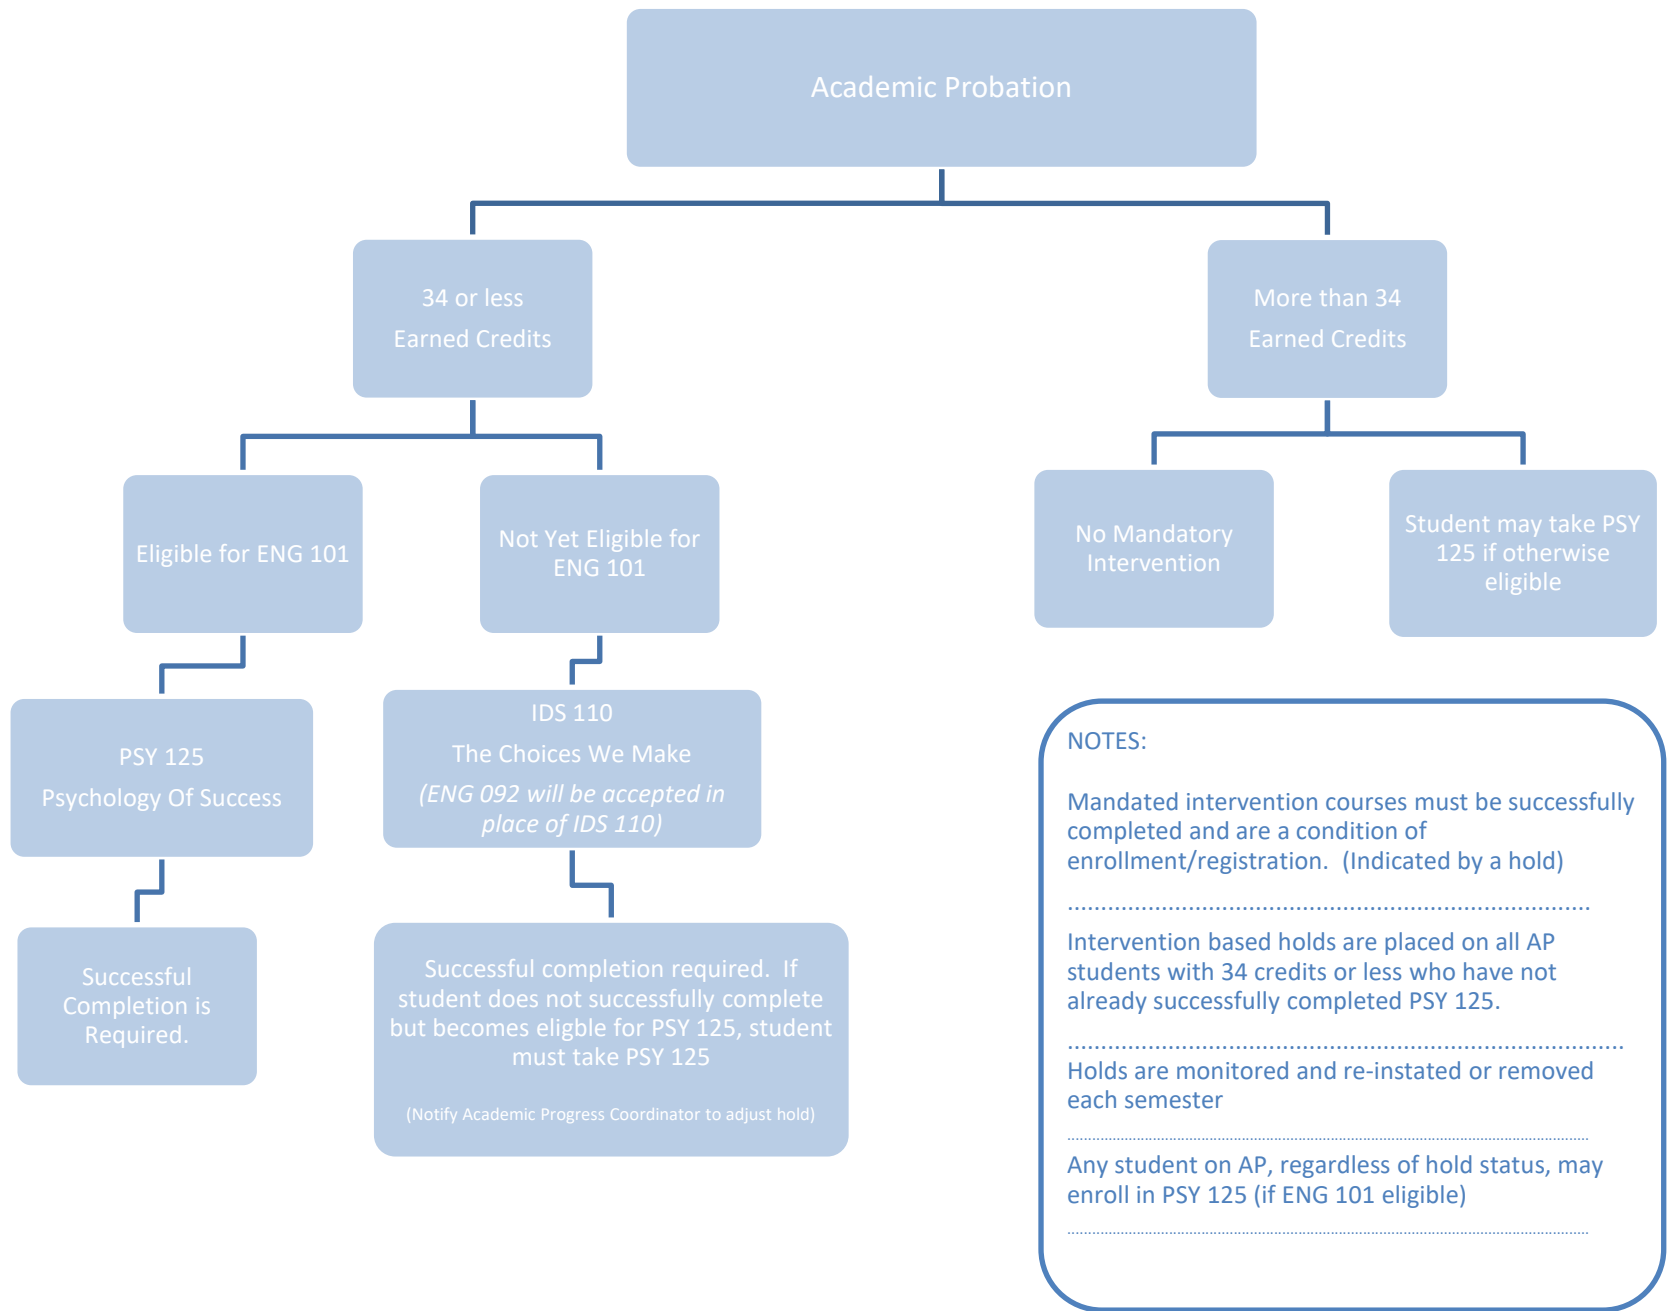 Academic Probation
34 or less
Earned Credits
More than 34
Earned Credits
Eligible for ENG 101
Not Yet Eligible for
ENG 101
No Mandatory
Intervention
Student may take PSY
125 if otherwise
eligible
PSY 125
Psychology Of Success
IDS 110
The Choices We Make
(ENG 092 will be accepted in
place of IDS 110)
Successful
Completion is
Required.
Successful completion required.  If
student does not successfully complete
but becomes eligble for PSY 125, student
must take PSY 125
(Notify Academic Progress Coordinator to adjust hold)
NOTES:
Mandated intervention courses must be successfully
completed and are a condition of
enrollment/registration.  (Indicated by a hold)
Intervention based holds are placed on all AP
students with 34 credits or less who have not
already successfully completed PSY 125.
Holds are monitored and re-instated or removed
each semester
Any student on AP, regardless of hold status, may
enroll in PSY 125 (if ENG 101 eligible)